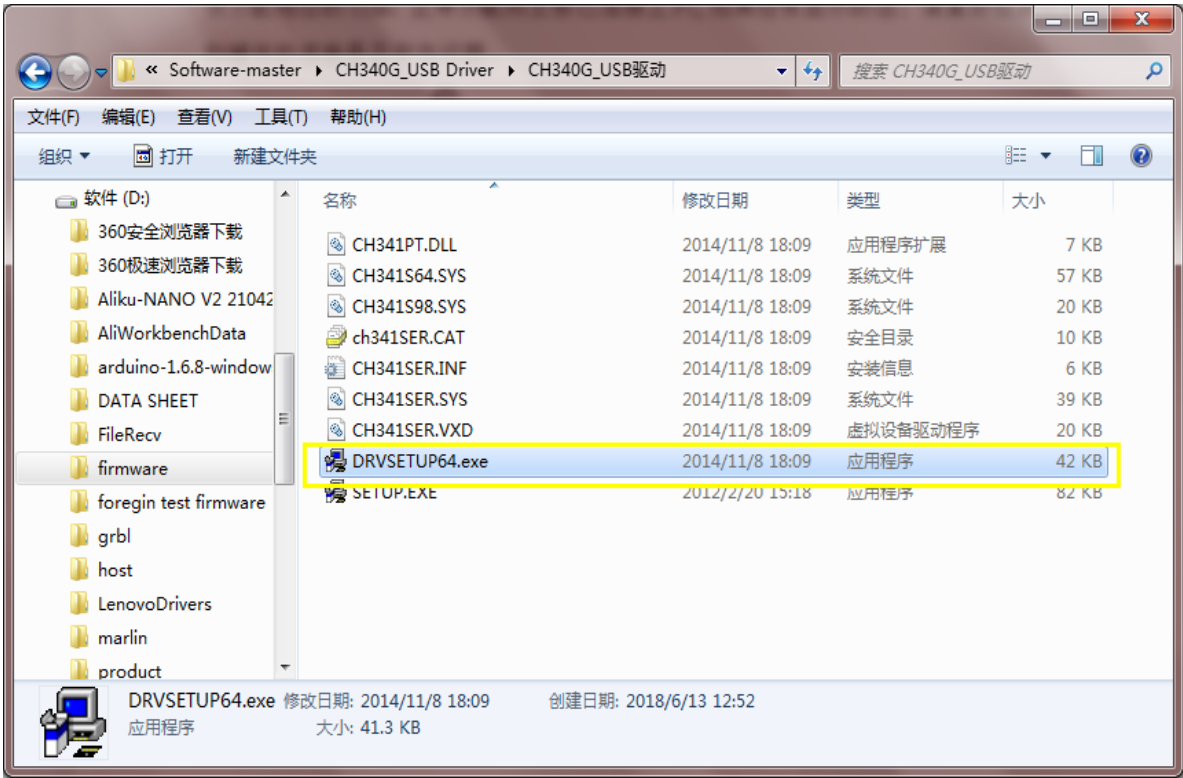 « Software-master ▸ CH340G_USB Driver ▸ CH340G_USB驱动
搜索 CH340G_USB驱动
文件(F) 编辑(E) 查看(V) 工具(T) 帮助(H)
组织 打开 新建文件夹
软件 (D:)
360安全浏览器下载
360极速浏览器下载
Aliku-NANO V2 21042
AliWorkbenchData
arduino-1.6.8-window
DATA SHEET
FileRecv
firmware
foregin test firmware
grbl
host
LenovoDrivers
marlin
product
名称 修改日期 类型 大小
CH341PT.DLL 2014/11/8 18:09 应用程序扩展 7 KB
CH341S64.SYS 2014/11/8 18:09 系统文件 57 KB
CH341S98.SYS 2014/11/8 18:09 系统文件 20 KB
ch341SER.CAT 2014/11/8 18:09 安全目录 10 KB
CH341SER.INF 2014/11/8 18:09 安装信息 6 KB
CH341SER.SYS 2014/11/8 18:09 系统文件 39 KB
CH341SER.VXD 2014/11/8 18:09 虚拟设备驱动程序 20 KB
DRVSETUP64.exe 2014/11/8 18:09 应用程序 42 KB
SETUP.EXE 2012/2/20 15:18 应用程序 82 KB
DRVSETUP64.exe 修改日期: 2014/11/8 18:09 创建日期: 2018/6/13 12:52
应用程序 大小: 41.3 KB